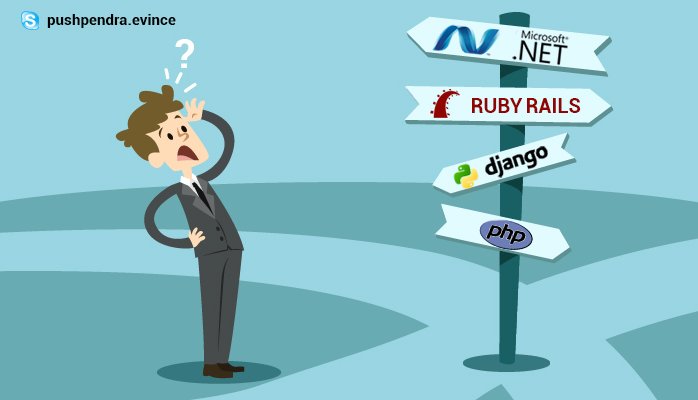 pushpendra.evince
?
Microsoft®
.NET
RUBY RAILS
django
php